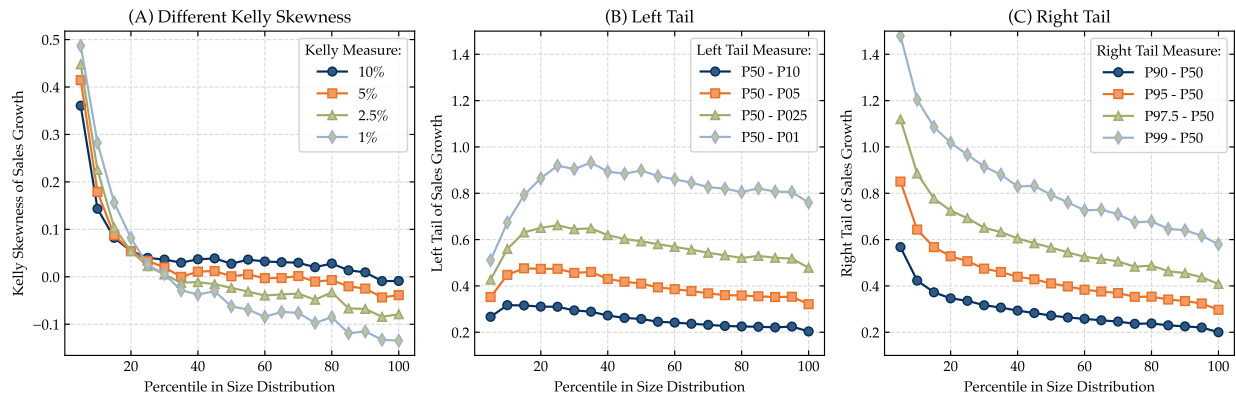 (A) Different Kelly Skewness
Kelly Skewness of Sales Growth
0.5
0.4
0.3
0.2
0.1
0.0
−0.1
Kelly Measure:
10%
5%
2.5%
1%
20
40
60
80
100
Percentile in Size Distribution
(B) Left Tail
Left Tail of Sales Growth
1.4
1.2
1.0
0.8
0.6
0.4
0.2
Left Tail Measure:
P50 - P10
P50 - P05
P50 - P025
P50 - P01
20
40
60
80
100
Percentile in Size Distribution
(C) Right Tail
Right Tail of Sales Growth
1.4
1.2
1.0
0.8
0.6
0.4
0.2
Right Tail Measure:
P90 - P50
P95 - P50
P97.5 - P50
P99 - P50
20
40
60
80
100
Percentile in Size Distribution